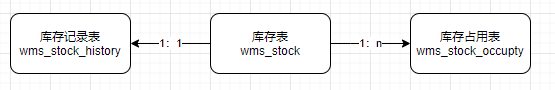 库存记录表
wms_stock_history
1: 1
库存表
wms_stock
1: n
库存占用表
wms_stock_occupty